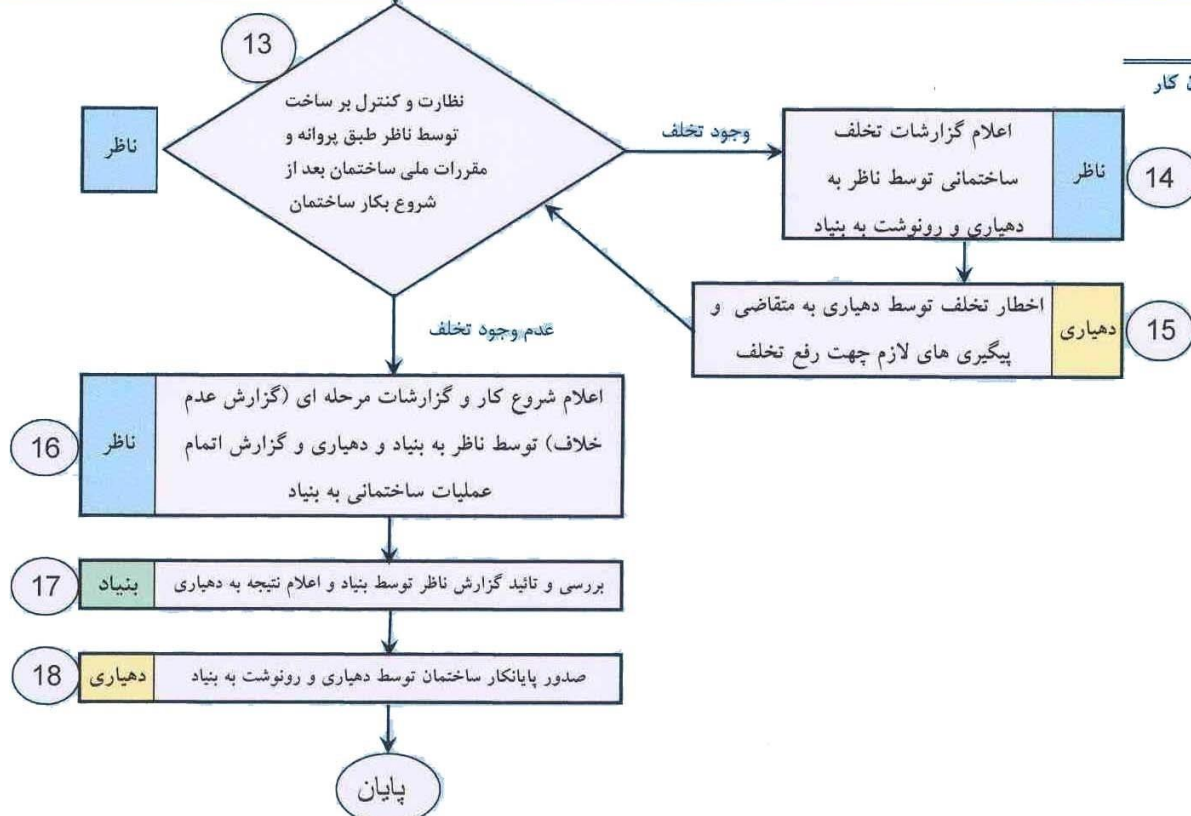 13
نظارت و کنترل بر ساخت
توسط ناظر طبق پروانه و
مقررات ملی ساختمان بعد از
شروع بکار ساختمان
ناظر
وجود تخلف
کار
اعلام گزارشات تخلف
ساختمانی توسط ناظر به
دهیاری و رونوشت به بنیاد
ناظر
14
اخطار تخلف توسط دهیاری به متقاضی و
پیگیری های لازم جهت رفع تخلف
دهیاری
15
عدم وجود تخلف
اعلام شروع کار و گزارشات مرحله ای (گزارش عدم
خلاف) توسط ناظر به بنیاد و دهیاری و گزارش اتمام
عملیات ساختمانی به بنیاد
ناظر
16
بررسی و تائید گزارش ناظر توسط بنیاد و اعلام نتیجه به دهیاری
بنیاد
17
صدور پایانکار ساختمان توسط دهیاری و رونوشت به بنیاد
دهیاری
18
پایان